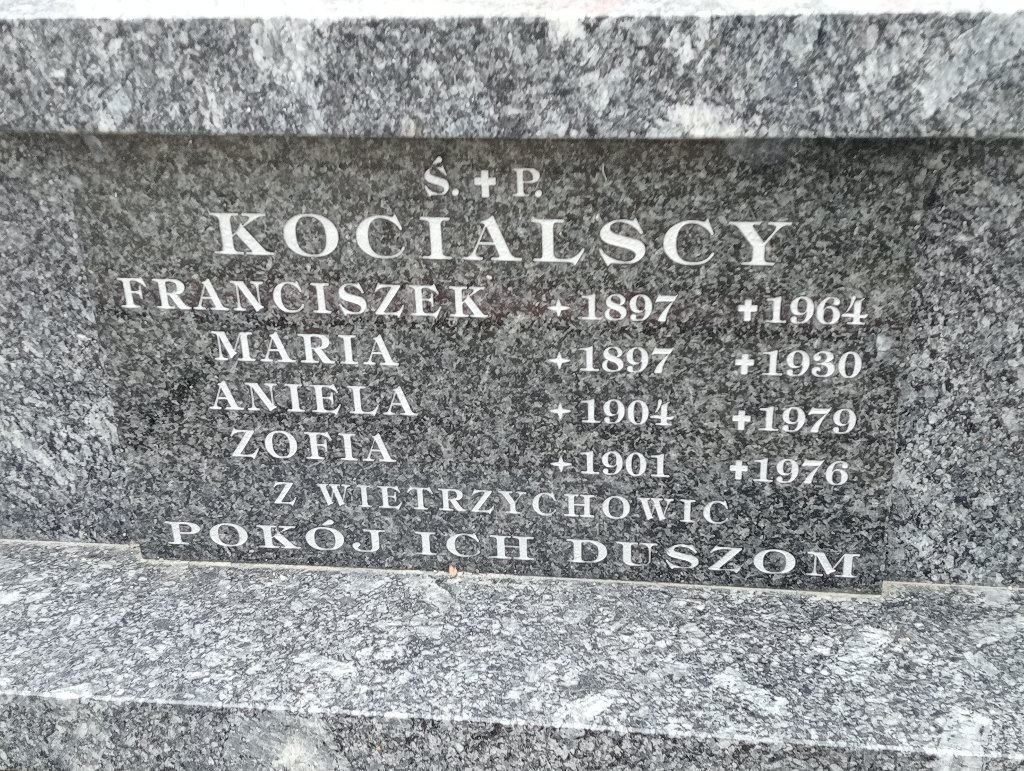 Ś. ✝ P.
KOCIALSCY
FRANCISZEK ✦ 1897 ✝ 1964
MARIA ✦ 1897 ✝ 1930
ANIELA ✦ 1904 ✝ 1979
ZOFIA ✦ 1901 ✝ 1976
Z WIETRZYCHOWIC
POKÓJ ICH DUSZOM